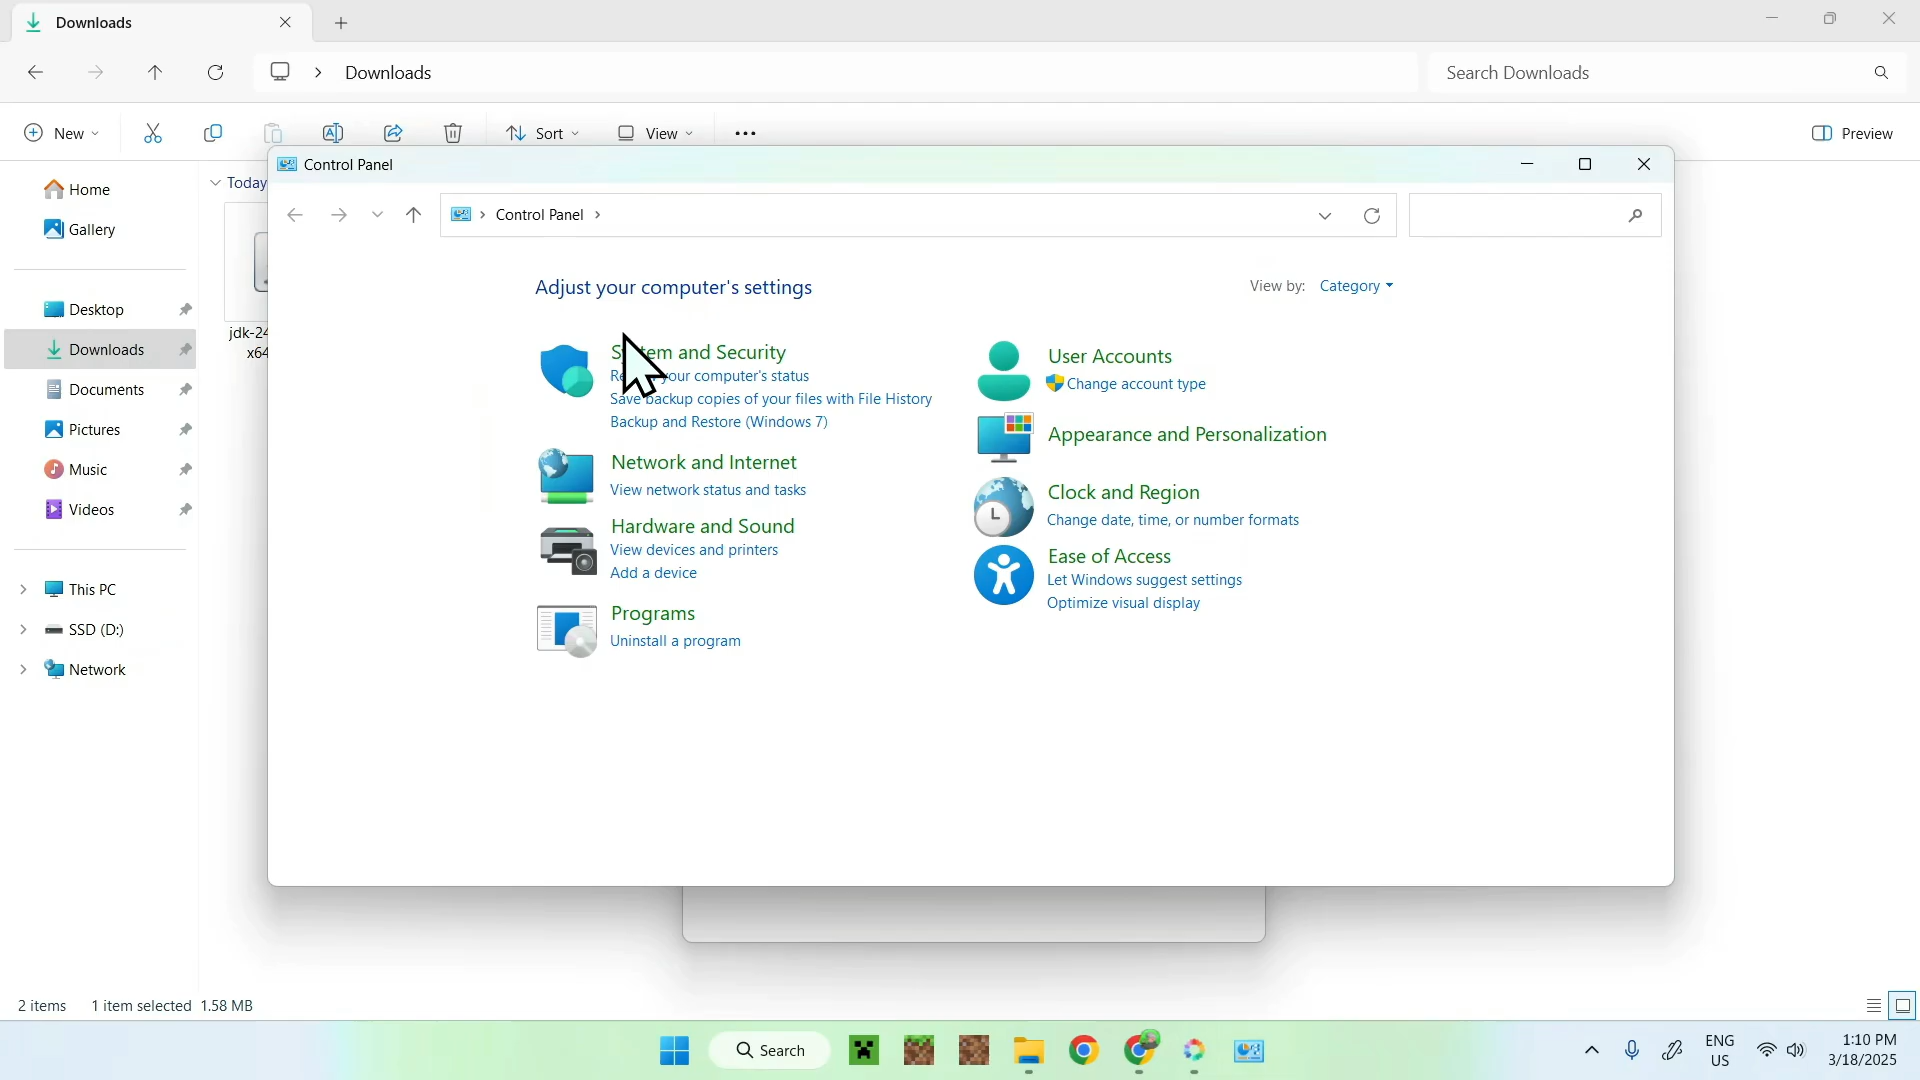 Downloads
Downloads
Search Downloads
New
Sort
View
Preview
Control Panel
Home
Today
Gallery
Control Panel
Adjust your computer's settings
View by: Category
Desktop
jdk-24
x64
Downloads
Documents
Pictures
Music
Videos
This PC
SSD (D:)
Network
and Security
your computer's status
Save backup copies of your files with File History
Backup and Restore (Windows 7)
Network and Internet
View network status and tasks
Hardware and Sound
View devices and printers
Add a device
Programs
Uninstall a program
User Accounts
Change account type
Appearance and Personalization
Clock and Region
Change date, time, or number formats
Ease of Access
Let Windows suggest settings
Optimize visual display
2 items 1 item selected 1.58 MB
Search
ENG
US
1:10 PM
3/18/2025